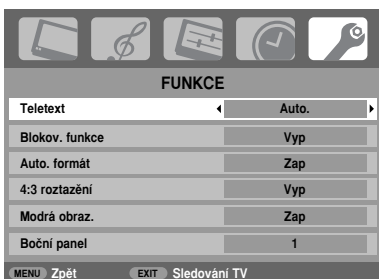 FUNKCE
Teletext Auto.
Blokov. funkce Vyp
Auto. formát Zap
4:3 roztazění Vyp
Modrá obraz. Zap
Boční panel 1
MENU Zpět EXIT Sledování TV